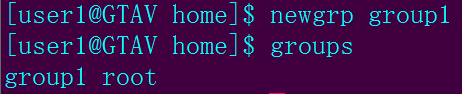 [user1@GTAV home]$ newgrp group1
[user1@GTAV home]$ groups
group1 root